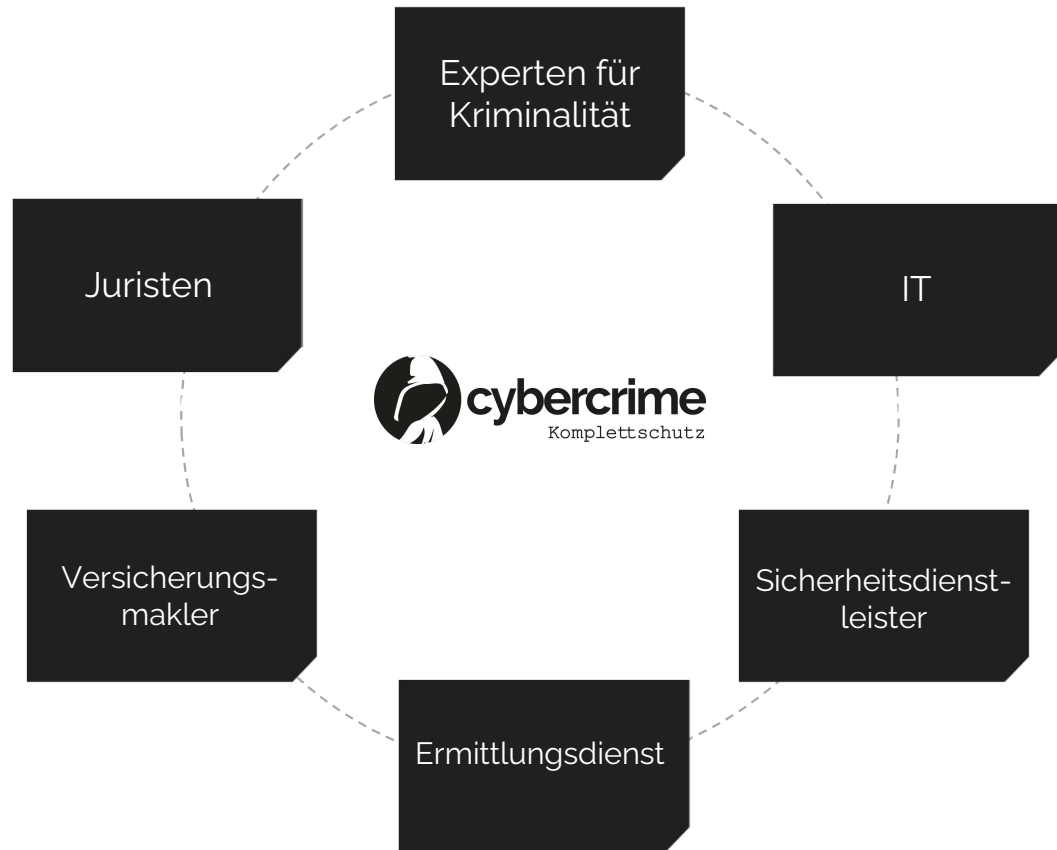 Experten für
Kriminalität
Juristen
IT
cybercrime
Komplettschutz
Versicherungs-
makler
Sicherheitsdienst-
leister
Ermittlungsdienst